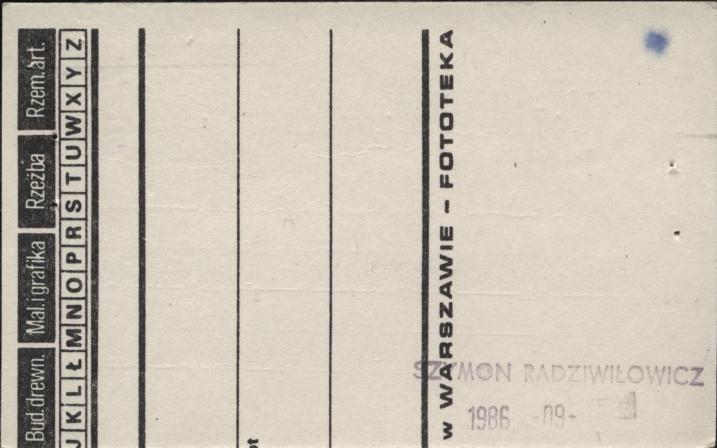 Bud.drewn. Mal.i grafika Rzeźba Rzem.art.
J K L Ł M N O P R S T U W X Y Z
w WARSZAWIE – FOTOTEKA
SZYMON RADZIWIŁOWICZ
1986 -09-